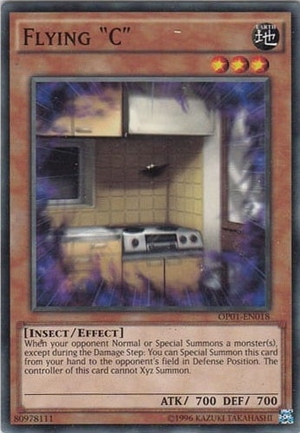 FLYING "C"
EARTH
地
OP01-EN018
[INSECT/EFFECT]
When your opponent Normal or Special Summons a monster(s),
except during the Damage Step: You can Special Summon this card
from your hand to the opponent's field in Defense Position. The
controller of this card cannot Xyz Summon.
ATK/ 700 DEF/ 700
80978111
©1996 KAZUKI TAKAHASHI